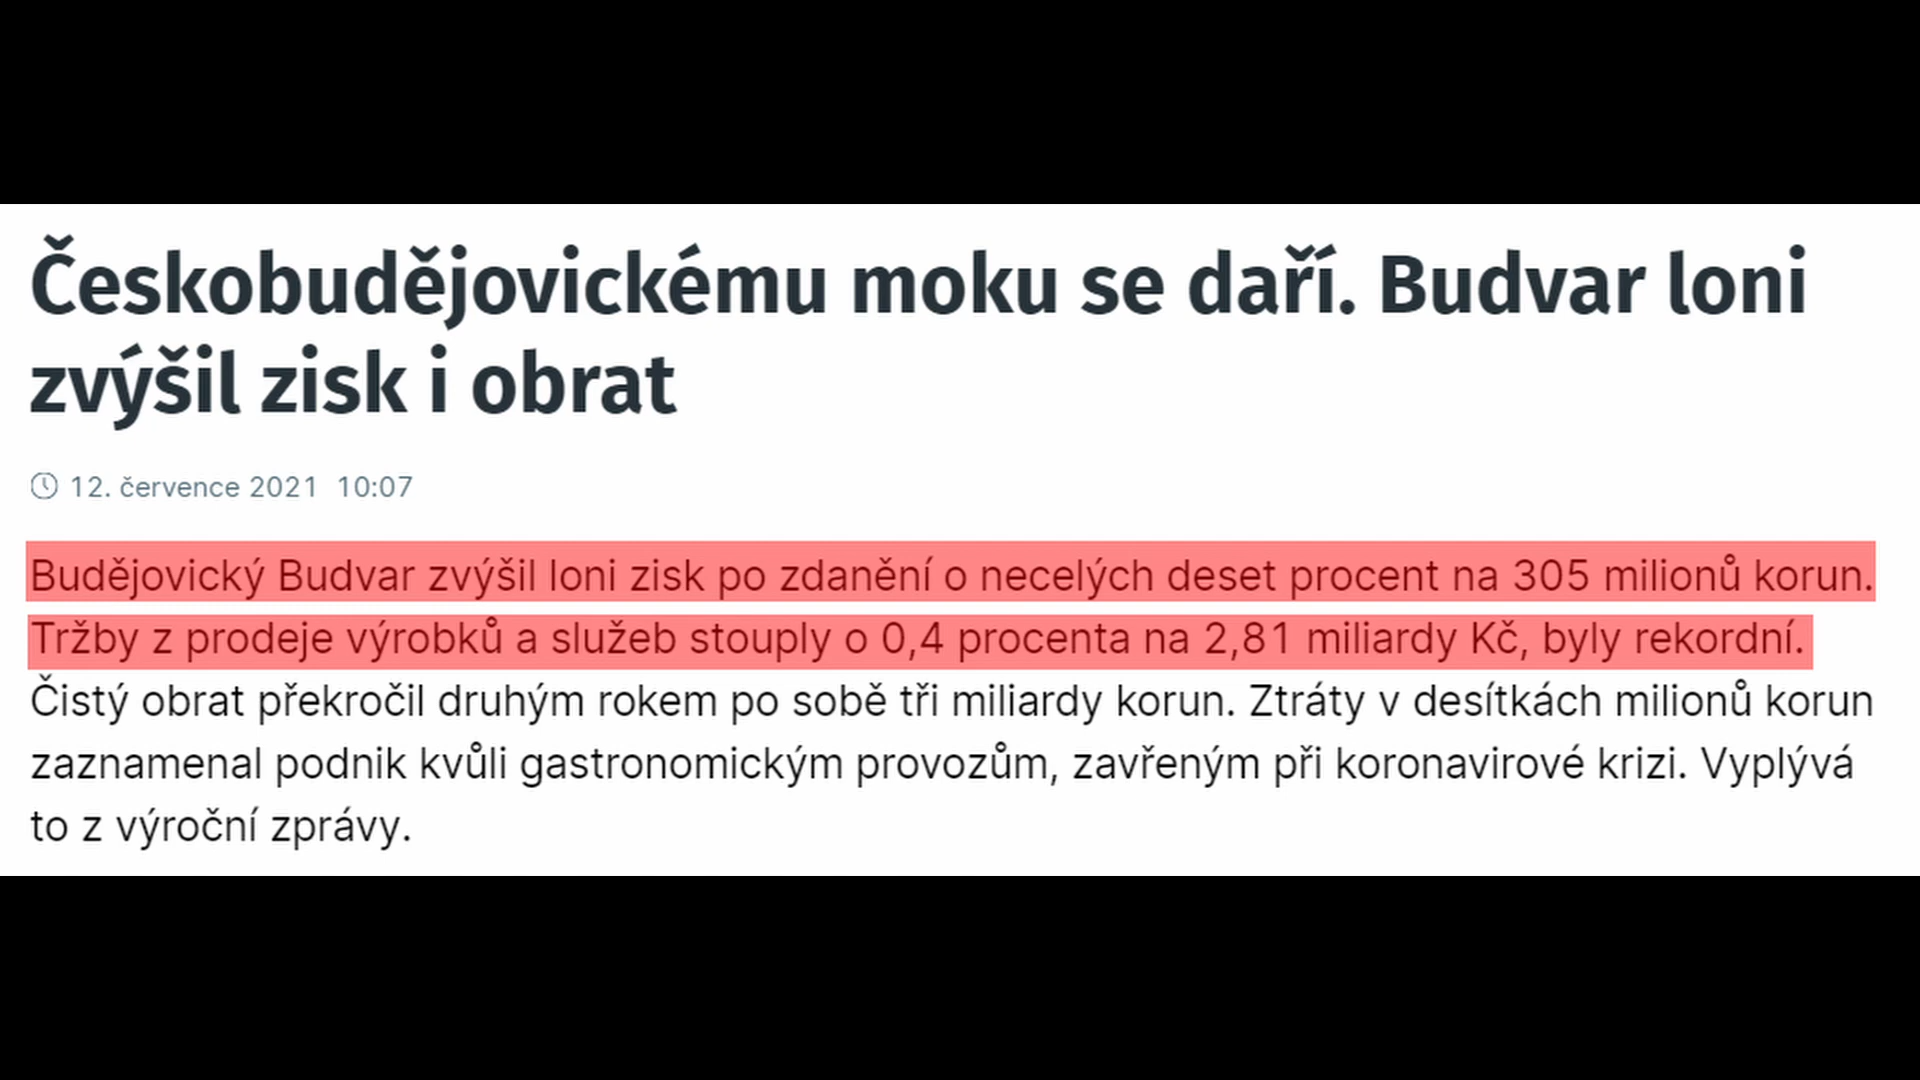 Českobudějovickému moku se daří. Budvar loni
zvýšil zisk i obrat
12. července 2021 10:07
Budějovický Budvar zvýšil loni zisk po zdanění o necelých deset procent na 305 milionů korun.
Tržby z prodeje výrobků a služeb stouply o 0,4 procenta na 2,81 miliardy Kč, byly rekordní.
Čistý obrat překročil druhým rokem po sobě tři miliardy korun. Ztráty v desítkách milionů korun
zaznamenal podnik kvůli gastronomickým provozům, zavřeným při koronavirové krizi. Vyplývá
to z výroční zprávy.